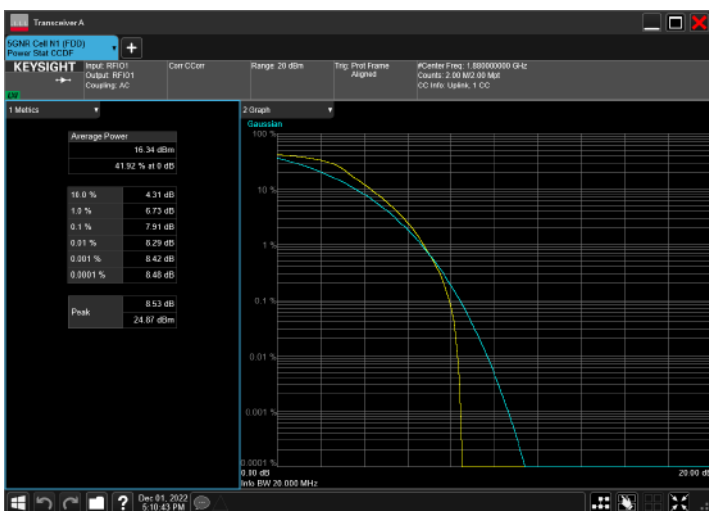 Transceiver A
5GNR Cell N1 (FDD)
Power Stat CCDF
KEYSIGHT
Input: RFIO1
Output: RFIO1
Coupling: AC
Corr CCorr
Range: 20 dBm
Trig: Prot Frame
Aligned
#Center Freq: 1.880000000 GHz
Counts: 2.00 M/2.00 Mpt
CC Info: Uplink, 1 CC
1 Metrics
Average Power
16.34 dBm
41.92 % at 0 dB
10.0 % 4.31 dB
1.0 % 6.73 dB
0.1 % 7.91 dB
0.01 % 8.29 dB
0.001 % 8.42 dB
0.0001 % 8.48 dB
Peak
8.53 dB
24.87 dBm
2 Graph
Gaussian
100 %
10 %
1 %
0.1 %
0.01 %
0.001 %
0.0001 %
0.00 dB
20.00 dB
Info BW 20.000 MHz
Dec 01, 2022
5:10:43 PM